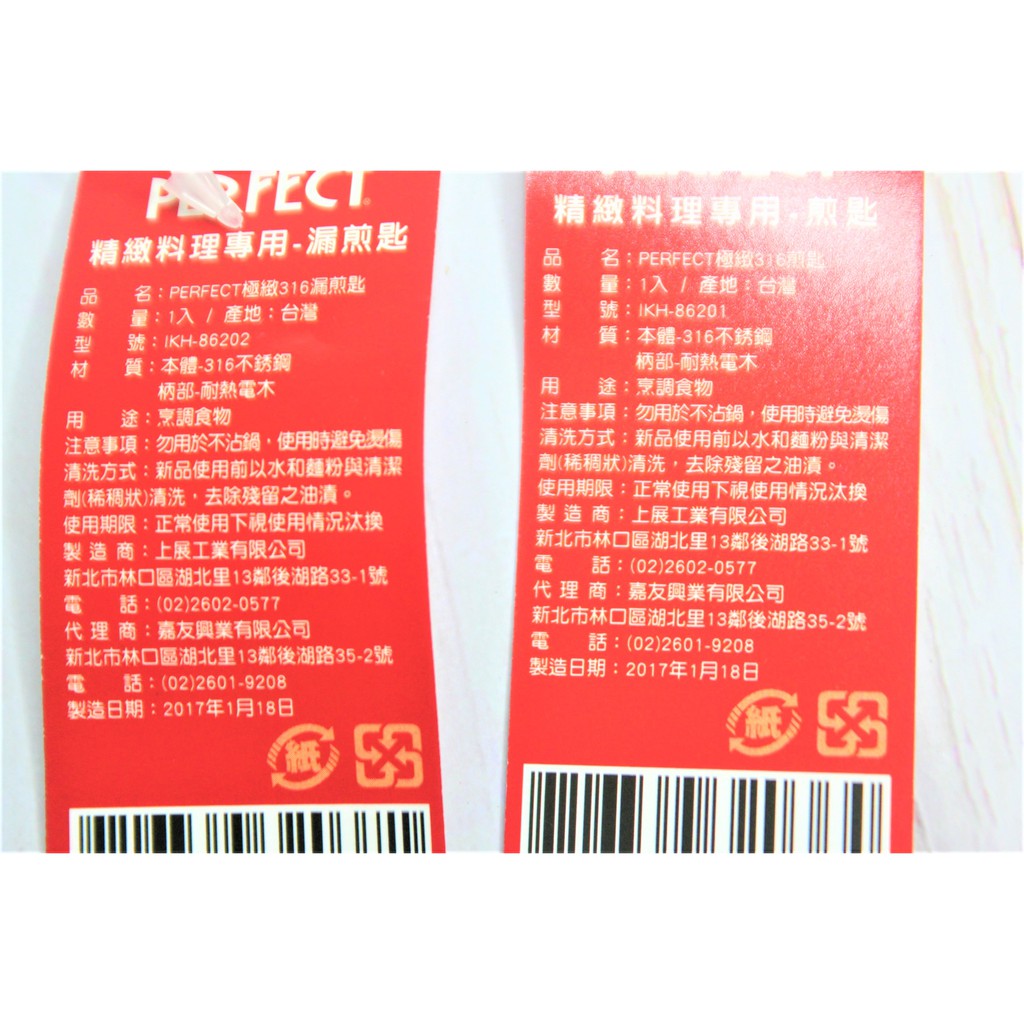 PERFECT
精緻料理專用-漏煎匙
品 名：PERFECT極緻316漏煎匙
數 量：1入 / 產地：台灣
型 號：IKH-86202
材 質：本體-316不銹鋼
柄部-耐熱電木
用 途：烹調食物
注意事項：勿用於不沾鍋，使用時避免燙傷
清洗方式：新品使用前以水和麵粉與清潔
劑(稀稠狀)清洗，去除殘留之油漬。
使用期限：正常使用下視使用情況汰換
製 造 商：上展工業有限公司
新北市林口區湖北里13鄰後湖路33-1號
電 話：(02)2602-0577
代 理 商：嘉友興業有限公司
新北市林口區湖北里13鄰後湖路35-2號
電 話：(02)2601-9208
製造日期：2017年1月18日
紙
精緻料理專用-煎匙
品 名：PERFECT極緻316煎匙
數 量：1入 / 產地：台灣
型 號：IKH-86201
材 質：本體-316不銹鋼
柄部-耐熱電木
用 途：烹調食物
注意事項：勿用於不沾鍋，使用時避免燙傷
清洗方式：新品使用前以水和麵粉與清潔
劑(稀稠狀)清洗，去除殘留之油漬。
使用期限：正常使用下視使用情況汰換
製 造 商：上展工業有限公司
新北市林口區湖北里13鄰後湖路33-1號
電 話：(02)2602-0577
代 理 商：嘉友興業有限公司
新北市林口區湖北里13鄰後湖路35-2號
電 話：(02)2601-9208
製造日期：2017年1月18日
紙